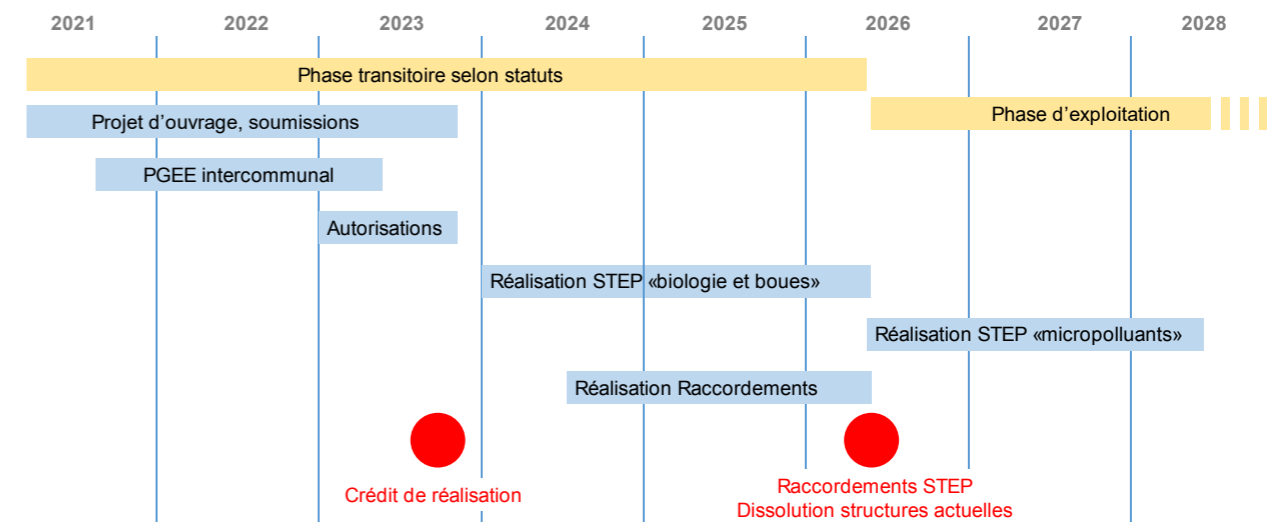 2021 2022 2023 2024 2025 2026 2027 2028
Phase transitoire selon statuts
Phase d’exploitation
Projet d’ouvrage, soumissions
PGEE intercommunal
Autorisations
Réalisation STEP «biologie et boues»
Réalisation STEP «micropolluants»
Réalisation Raccordements
Crédit de réalisation
Raccordements STEP
Dissolution structures actuelles